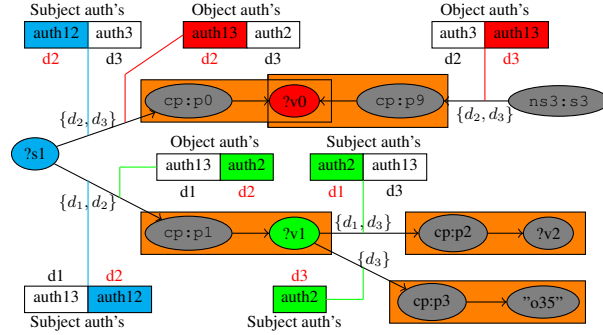 Subject auth's Object auth's Object auth's
auth12 auth3 auth13 auth2 auth3 auth13
d2 d3 d2 d3 d2 d3
cp:p0 ?v0 cp:p9 ns3:s3
{d2, d3} {d2, d3}
Object auth's Subject auth's
?s1 auth13 auth2 auth2 auth13
d1 d2 d1 d3
{d1, d2}
{d1, d3}
cp:p1 ?v1 cp:p2 ?v2
{d3}
d1 d2 d3
auth13 auth12 auth2 cp:p3 "o35"
Subject auth's Subject auth's